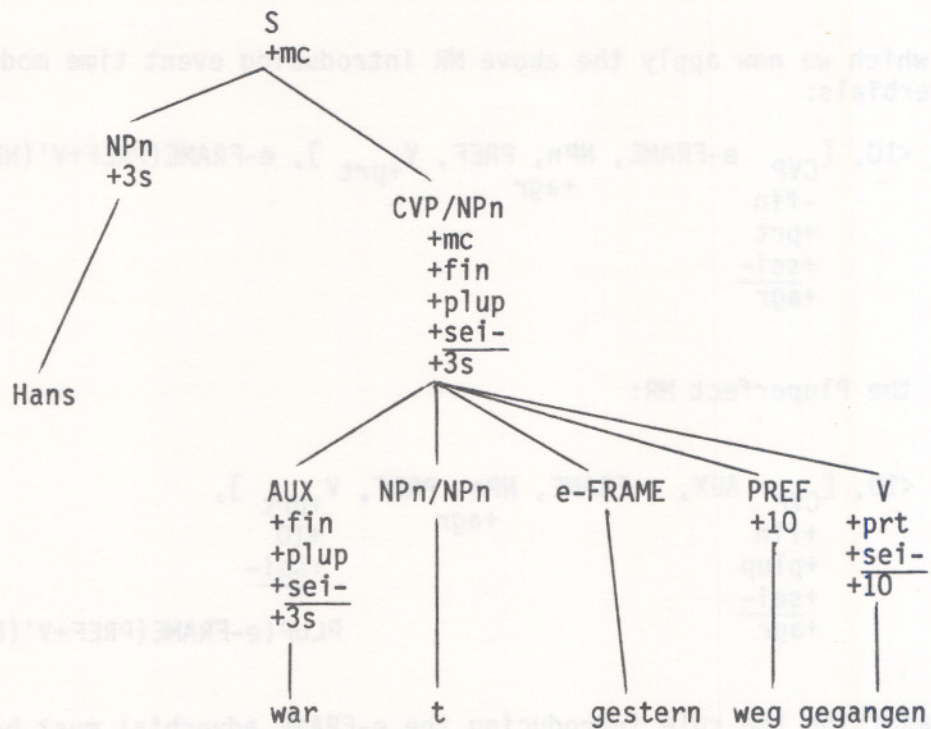 S
+mc
NPn
+3s
CVP/NPn
+mc
+fin
+plup
+sei-
+3s
Hans
AUX NPn/NPn e-FRAME PREF V
+fin +10 +prt
+plup +sei-
+sei- +10
+3s
war t gestern weg gegangen